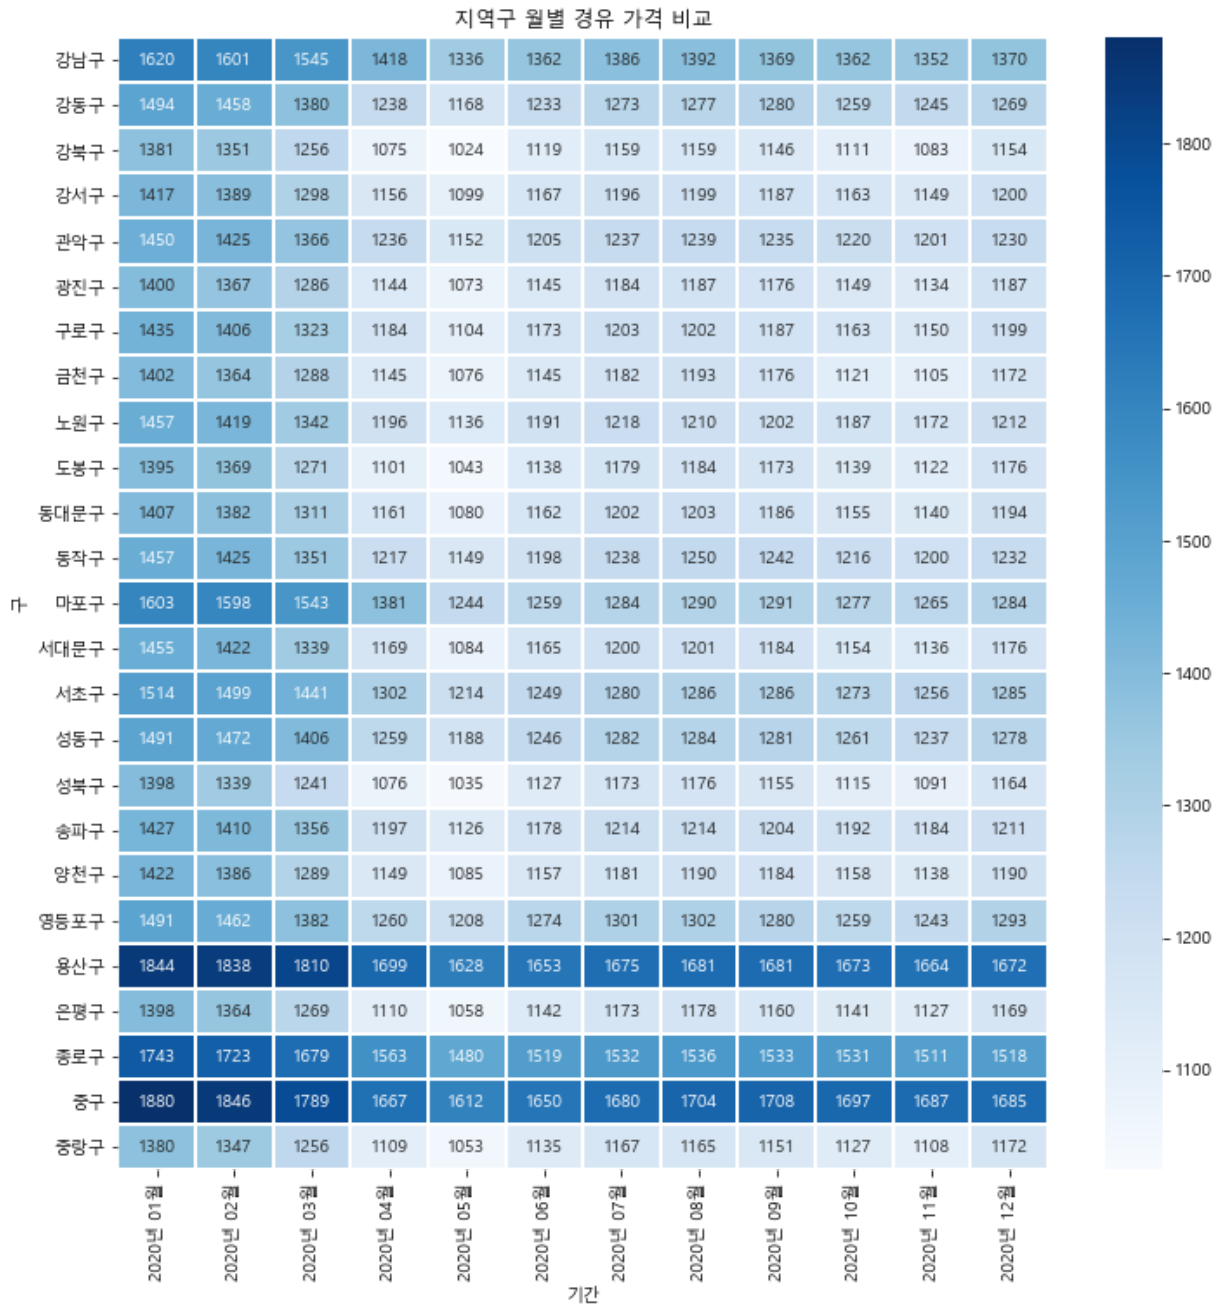 지역구 월별 경유 가격 비교
강남구 1620 1601 1545 1418 1336 1362 1386 1392 1369 1362 1352 1370
강동구 1494 1458 1380 1238 1168 1233 1273 1277 1280 1259 1245 1269
강북구 1381 1351 1256 1075 1024 1119 1159 1159 1146 1111 1083 1154
강서구 1417 1389 1298 1156 1099 1167 1196 1199 1187 1163 1149 1200
관악구 1450 1425 1366 1236 1152 1205 1237 1239 1235 1220 1201 1230
광진구 1400 1367 1286 1144 1073 1145 1184 1187 1176 1149 1134 1187
구로구 1435 1406 1323 1184 1104 1173 1203 1202 1187 1163 1150 1199
금천구 1402 1364 1288 1145 1076 1145 1182 1193 1176 1121 1105 1172
노원구 1457 1419 1342 1196 1136 1191 1218 1210 1202 1187 1172 1212
도봉구 1395 1369 1271 1101 1043 1138 1179 1184 1173 1139 1122 1176
동대문구 1407 1382 1311 1161 1080 1162 1202 1203 1186 1155 1140 1194
동작구 1457 1425 1351 1217 1149 1198 1238 1250 1242 1216 1200 1232
마포구 1603 1598 1543 1381 1244 1259 1284 1290 1291 1277 1265 1284
서대문구 1455 1422 1339 1169 1084 1165 1200 1201 1184 1154 1136 1176
서초구 1514 1499 1441 1302 1214 1249 1280 1286 1286 1273 1256 1285
성동구 1491 1472 1406 1259 1188 1246 1282 1284 1281 1261 1237 1278
성북구 1398 1339 1241 1076 1035 1127 1173 1176 1155 1115 1091 1164
송파구 1427 1410 1356 1197 1126 1178 1214 1214 1204 1192 1184 1211
양천구 1422 1386 1289 1149 1085 1157 1181 1190 1184 1158 1138 1190
영등포구 1491 1462 1382 1260 1208 1274 1301 1302 1280 1259 1243 1293
용산구 1844 1838 1810 1699 1628 1653 1675 1681 1681 1673 1664 1672
은평구 1398 1364 1269 1110 1058 1142 1173 1178 1160 1141 1127 1169
종로구 1743 1723 1679 1563 1480 1519 1532 1536 1533 1531 1511 1518
중구 1880 1846 1789 1667 1612 1650 1680 1704 1708 1697 1687 1685
중랑구 1380 1347 1256 1109 1053 1135 1167 1165 1151 1127 1108 1172
구
2020년 01월
2020년 02월
2020년 03월
2020년 04월
2020년 05월
2020년 06월
2020년 07월
2020년 08월
2020년 09월
2020년 10월
2020년 11월
2020년 12월
기간
1800
1700
1600
1500
1400
1300
1200
1100